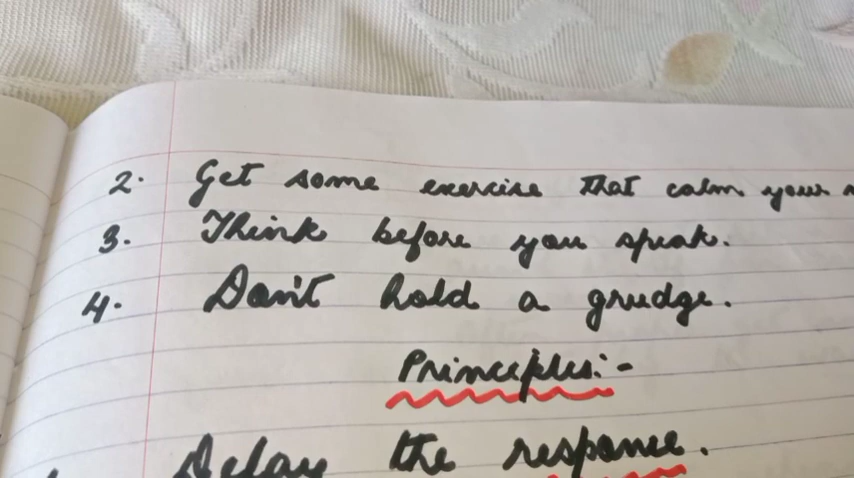 2. Get some exercise that calm your
3. Think before you speak.
4. Don't hold a grudge.
Principles:-
Delay the response.